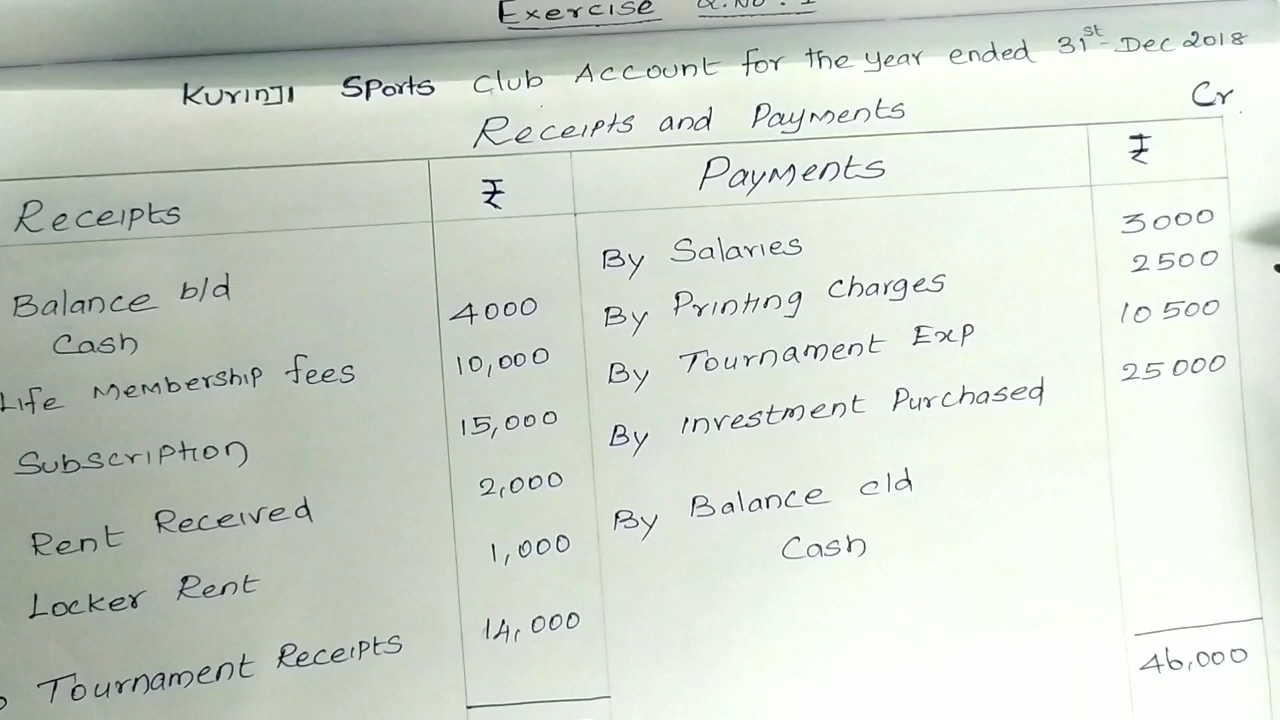 Exercise Q.No: 1
Kurinji Sports Club Account for the year ended 31st Dec 2018
Receipts and Payments Cr
Receipts ₹ Payments ₹
Balance b/d By Salaries 3000
Cash 4000 By Printing Charges 2500
Life Membership fees 10,000 By Tournament Exp 10500
Subscription 15,000 By Investment Purchased 25000
Rent Received 2,000 By Balance c/d
Locker Rent 1,000 Cash
Tournament Receipts 14,000
46,000